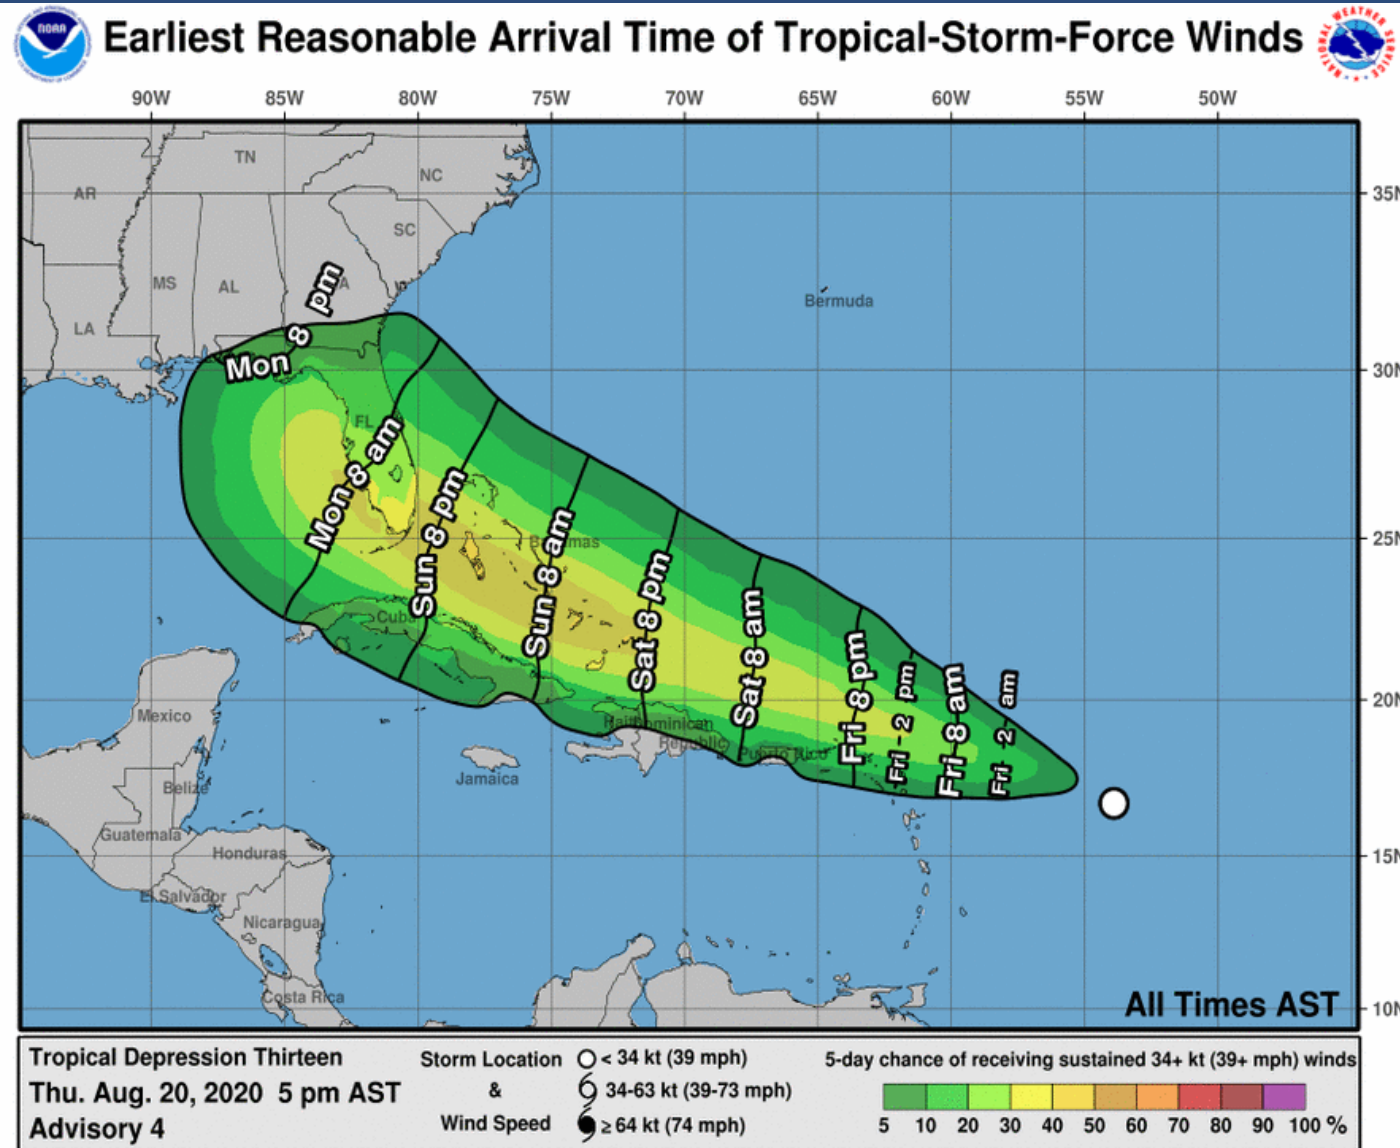 NOAA
Earliest Reasonable Arrival Time of Tropical-Storm-Force Winds
NATIONAL WEATHER SERVICE
90W 85W 80W 75W 70W 65W 60W 55W 50W
TN
NC
AR
35N
SC
MS
AL
A
Bermuda
LA
Mon 8 pm
30N
FL
Mon 8 am
Sun 8 pm
Sun 8 am
Sat 8 pm
Sat 8 am
Fri 8 pm
Fri - 2 pm
Fri 8 am
Fri - 2 am
25N
Bahamas
Cuba
20N
Mexico
Haiti
Dominican
Republic
Puerto Rico
Jamaica
Belize
Guatemala
Honduras
15N
El Salvador
Nicaragua
Costa Rica
All Times AST
10N
Tropical Depression Thirteen
Thu. Aug. 20, 2020 5 pm AST
Advisory 4
Storm Location
&
Wind Speed
< 34 kt (39 mph)
34-63 kt (39-73 mph)
≥ 64 kt (74 mph)
5-day chance of receiving sustained 34+ kt (39+ mph) winds
5 10 20 30 40 50 60 70 80 90 100 %